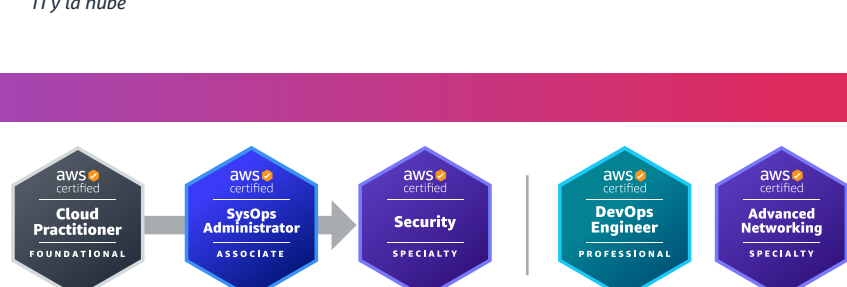 TI y la nube
aws
certified
Cloud
Practitioner
FOUNDATIONAL
aws
certified
SysOps
Administrator
ASSOCIATE
aws
certified
Security
SPECIALTY
aws
certified
DevOps
Engineer
PROFESSIONAL
aws
certified
Advanced
Networking
SPECIALTY